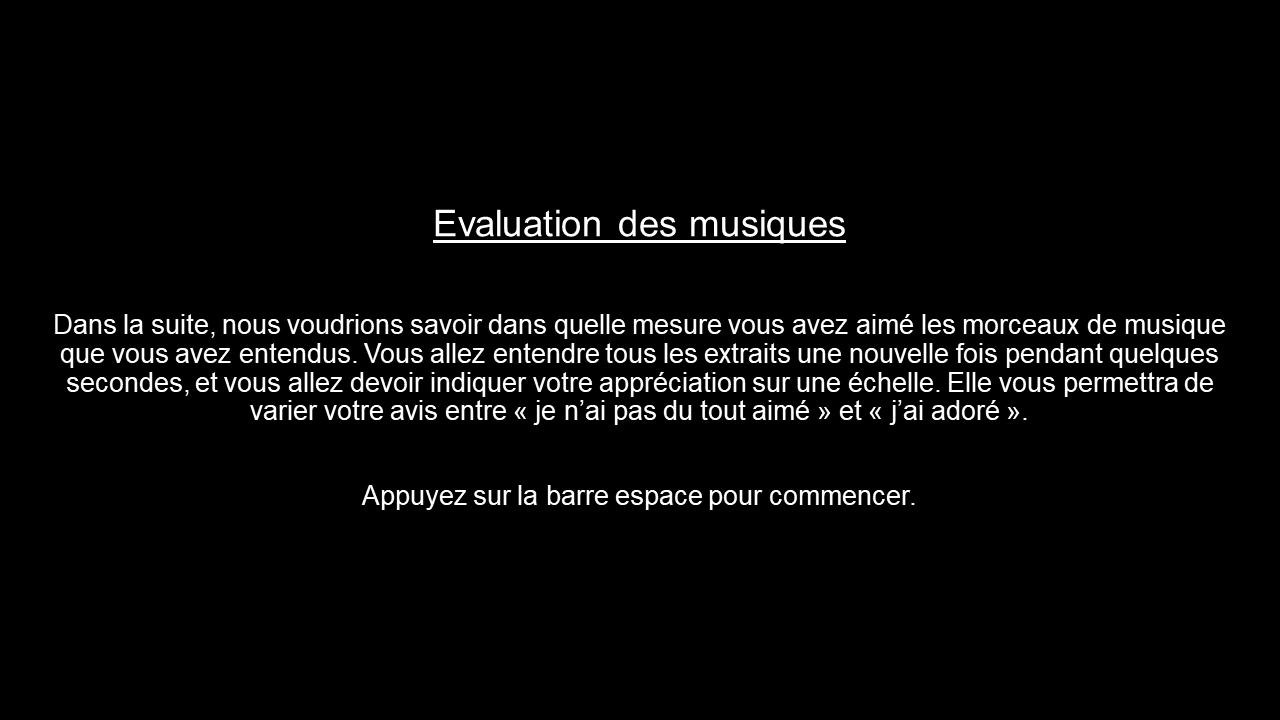 Evaluation des musiques
Dans la suite, nous voudrions savoir dans quelle mesure vous avez aimé les morceaux de musique
que vous avez entendus. Vous allez entendre tous les extraits une nouvelle fois pendant quelques
secondes, et vous allez devoir indiquer votre appréciation sur une échelle. Elle vous permettra de
varier votre avis entre « je n’ai pas du tout aimé » et « j’ai adoré ».
Appuyez sur la barre espace pour commencer.